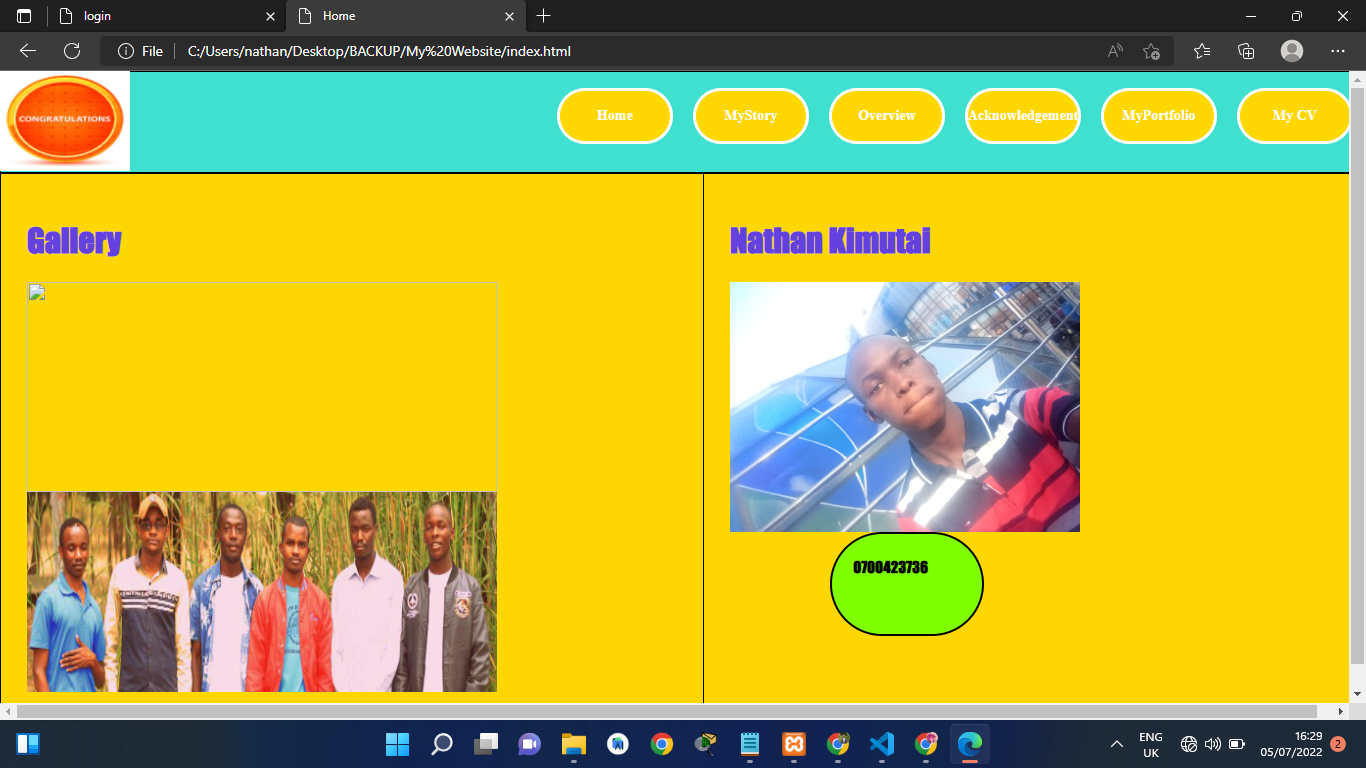 login
Home
File
C:/Users/nathan/Desktop/BACKUP/My%20Website/index.html
CONGRATULATIONS
Home
MyStory
Overview
Acknowledgement
MyPortfolio
My CV
Gallery
Nathan Kimutai
0700423736
ENG
UK
16:29
05/07/2022
2